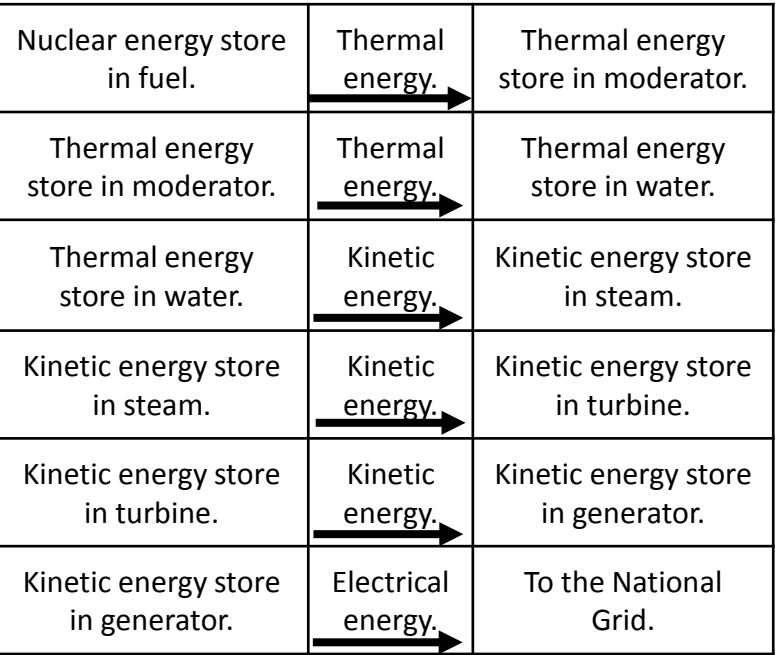 Nuclear energy store
in fuel.
Thermal
energy.
Thermal energy
store in moderator.
Thermal energy
store in moderator.
Thermal
energy.
Thermal energy
store in water.
Thermal energy
store in water.
Kinetic
energy.
Kinetic energy store
in steam.
Kinetic energy store
in steam.
Kinetic
energy.
Kinetic energy store
in turbine.
Kinetic energy store
in turbine.
Kinetic
energy.
Kinetic energy store
in generator.
Kinetic energy store
in generator.
Electrical
energy.
To the National
Grid.